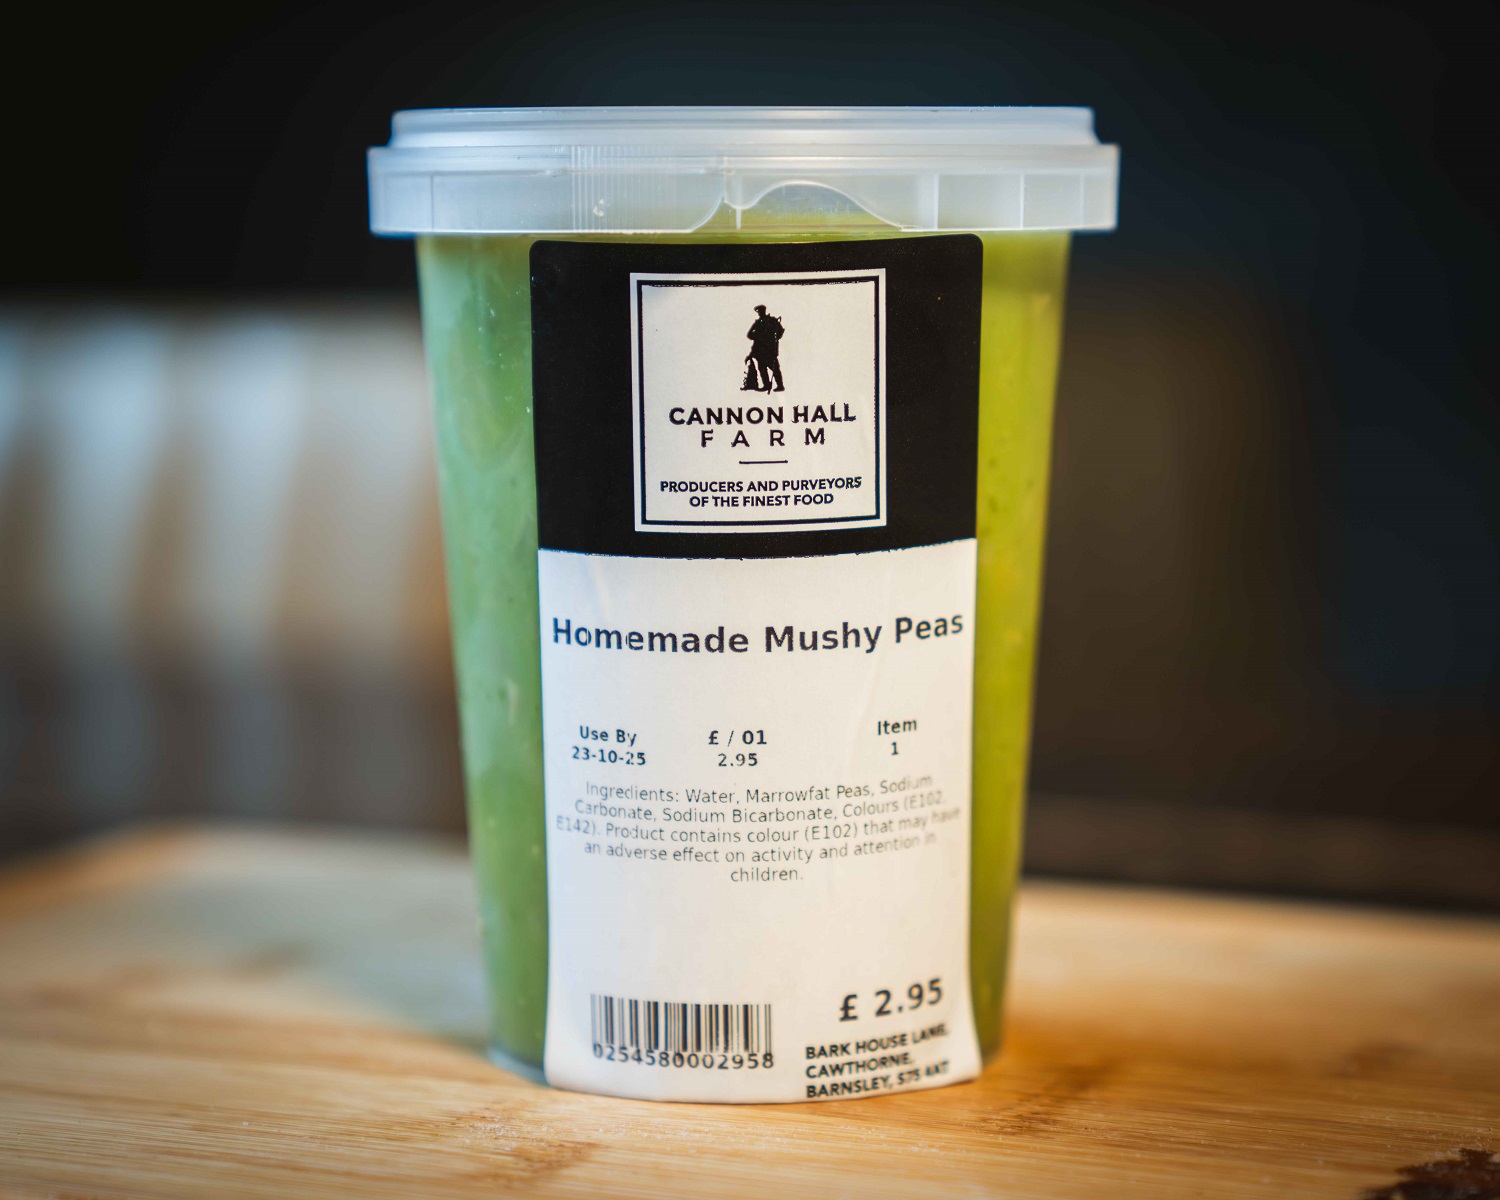 CANNON HALL
FARM
PRODUCERS AND PURVEYORS
OF THE FINEST FOOD
Homemade Mushy Peas
Use By £ / 01 Item
23-10-25 2.95 1
Ingredients: Water, Marrowfat Peas, Sodium
Carbonate, Sodium Bicarbonate, Colours (E102,
E142). Product contains colour (E102) that may have
an adverse effect on activity and attention in
children.
£ 2.95
0254580002958
BARK HOUSE LANE,
CAWTHORNE,
BARNSLEY, S75 4AT